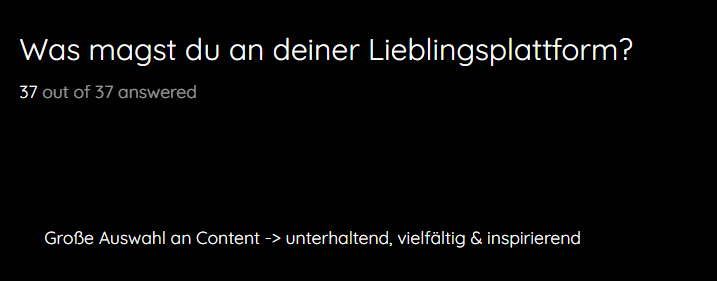 Was magst du an deiner Lieblingsplattform?
37 out of 37 answered
Große Auswahl an Content -> unterhaltend, vielfältig & inspirierend